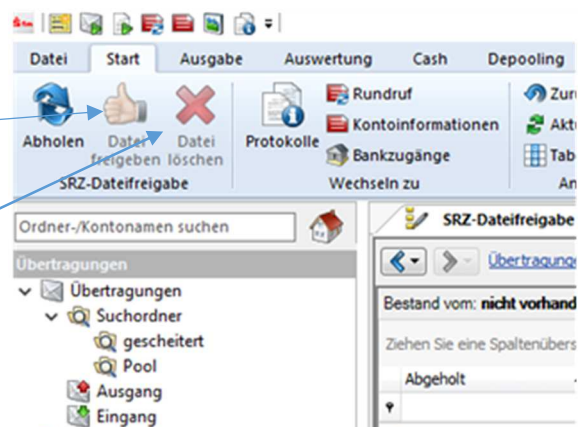 Datei Start Ausgabe Auswertung Cash Depooling
Abholen Datei freigeben Datei löschen Protokolle
Rundruf
Kontoinformationen
Bankzugänge
SRZ-Dateifreigabe Wechseln zu
Ordner-/Kontonamen suchen
SRZ-Dateifreigabe
Übertragungen
Übertragungen
Suchordner
gescheitert
Pool
Ausgang
Eingang
Bestand vom: nicht
Ziehen Sie eine
Abgeholt